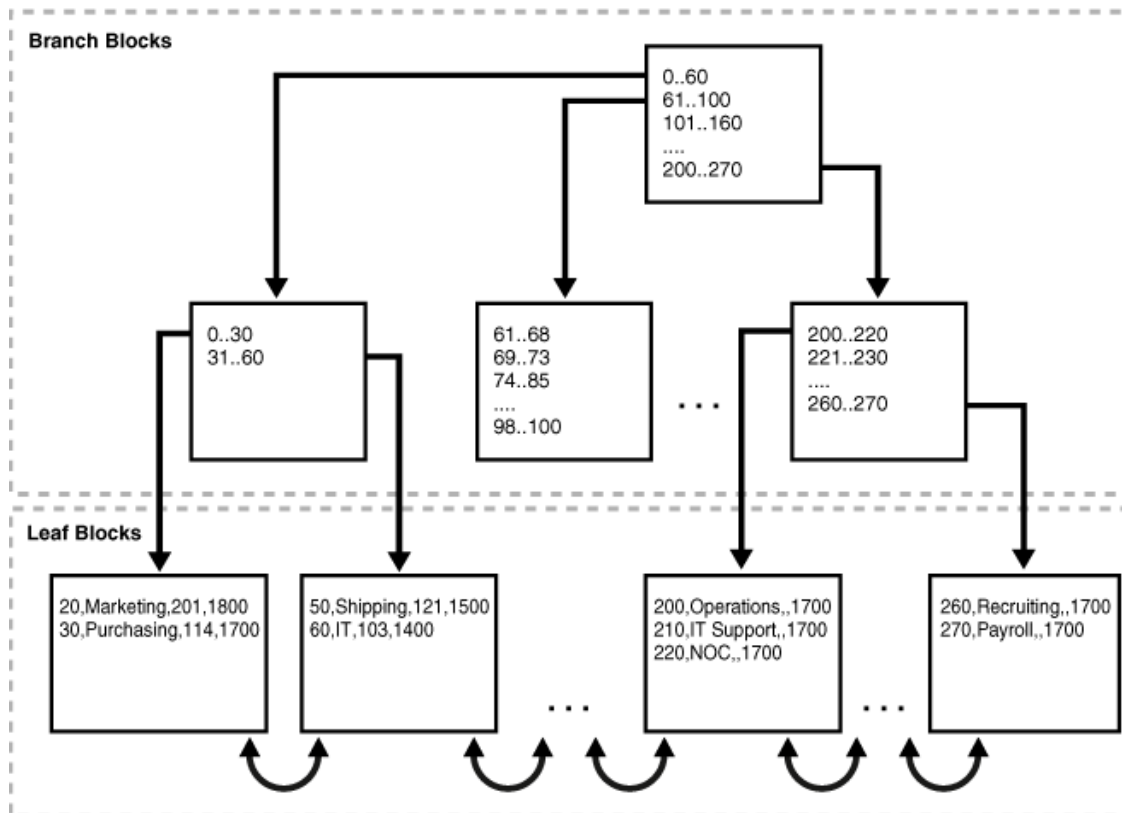 Branch Blocks
0..60
61..100
101..160
....
200..270
0..30
31..60
61..68
69..73
74..85
....
98..100
...
200..220
221..230
....
260..270
Leaf Blocks
20,Marketing,201,1800
30,Purchasing,114,1700
50,Shipping,121,1500
60,IT,103,1400
...
200,Operations,,1700
210,IT Support,,1700
220,NOC,,1700
...
260,Recruiting,,1700
270,Payroll,,1700